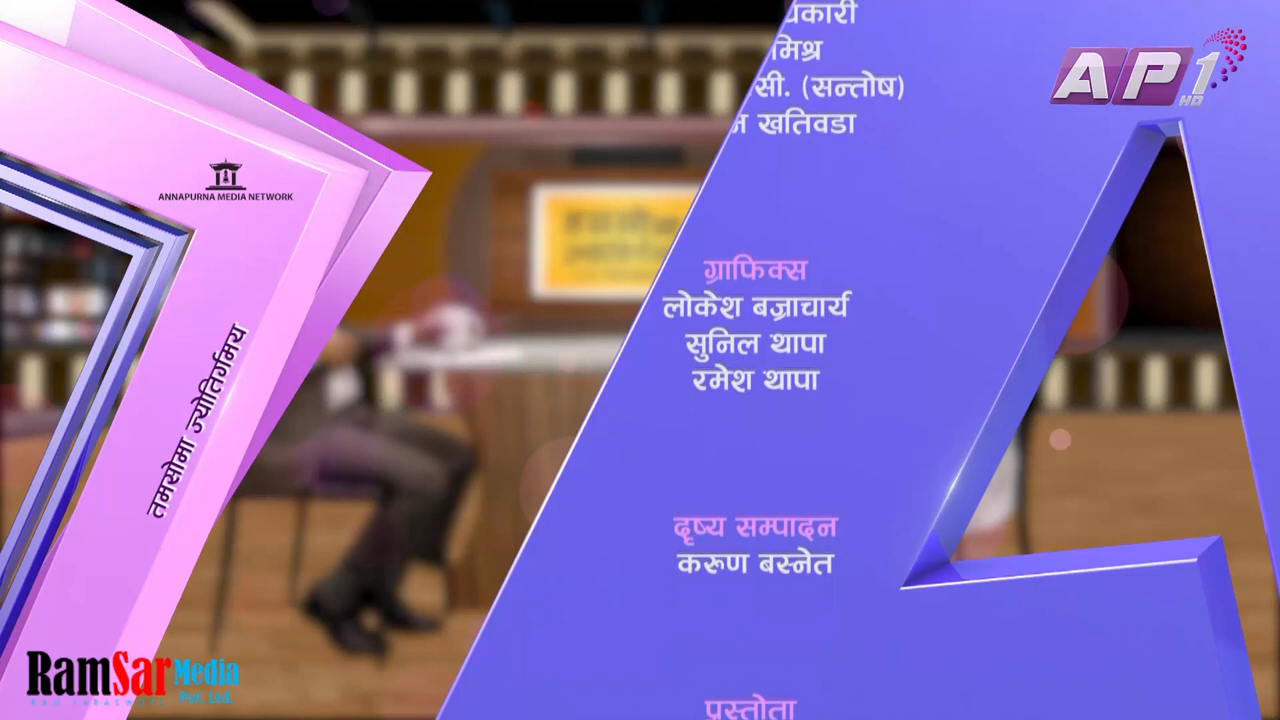 मिश्र
सी. (सन्तोष)
खतिवडा
AP1
HD
ANNAPURNA MEDIA NETWORK
तमसोमा ज्योतिर्गमय
ग्राफिक्स
लोकेश बज्राचार्य
सुनिल थापा
रमेश थापा
दृष्य सम्पादन
करूण बस्नेत
RamSar Media
Pvt. Ltd.
प्रस्तोता